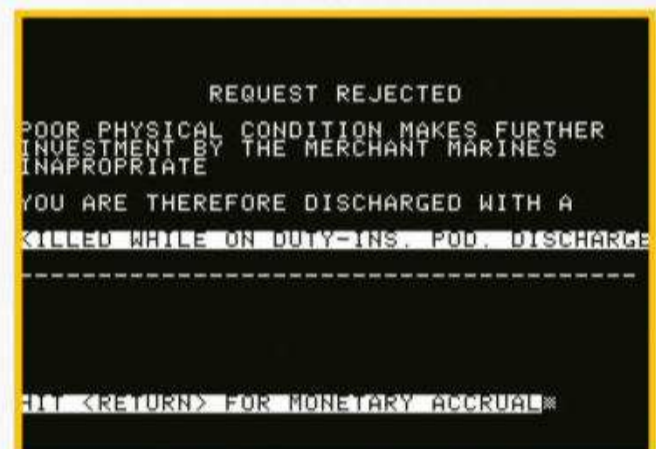 REQUEST REJECTED
POOR PHYSICAL CONDITION MAKES FURTHER
INVESTMENT BY THE MERCHANT MARINES
INAPROPRIATE
YOU ARE THEREFORE DISCHARGED WITH A
KILLED WHILE ON DUTY-INS. POD. DISCHARGE
----------------------------------------
HIT <RETURN> FOR MONETARY ACCRUAL